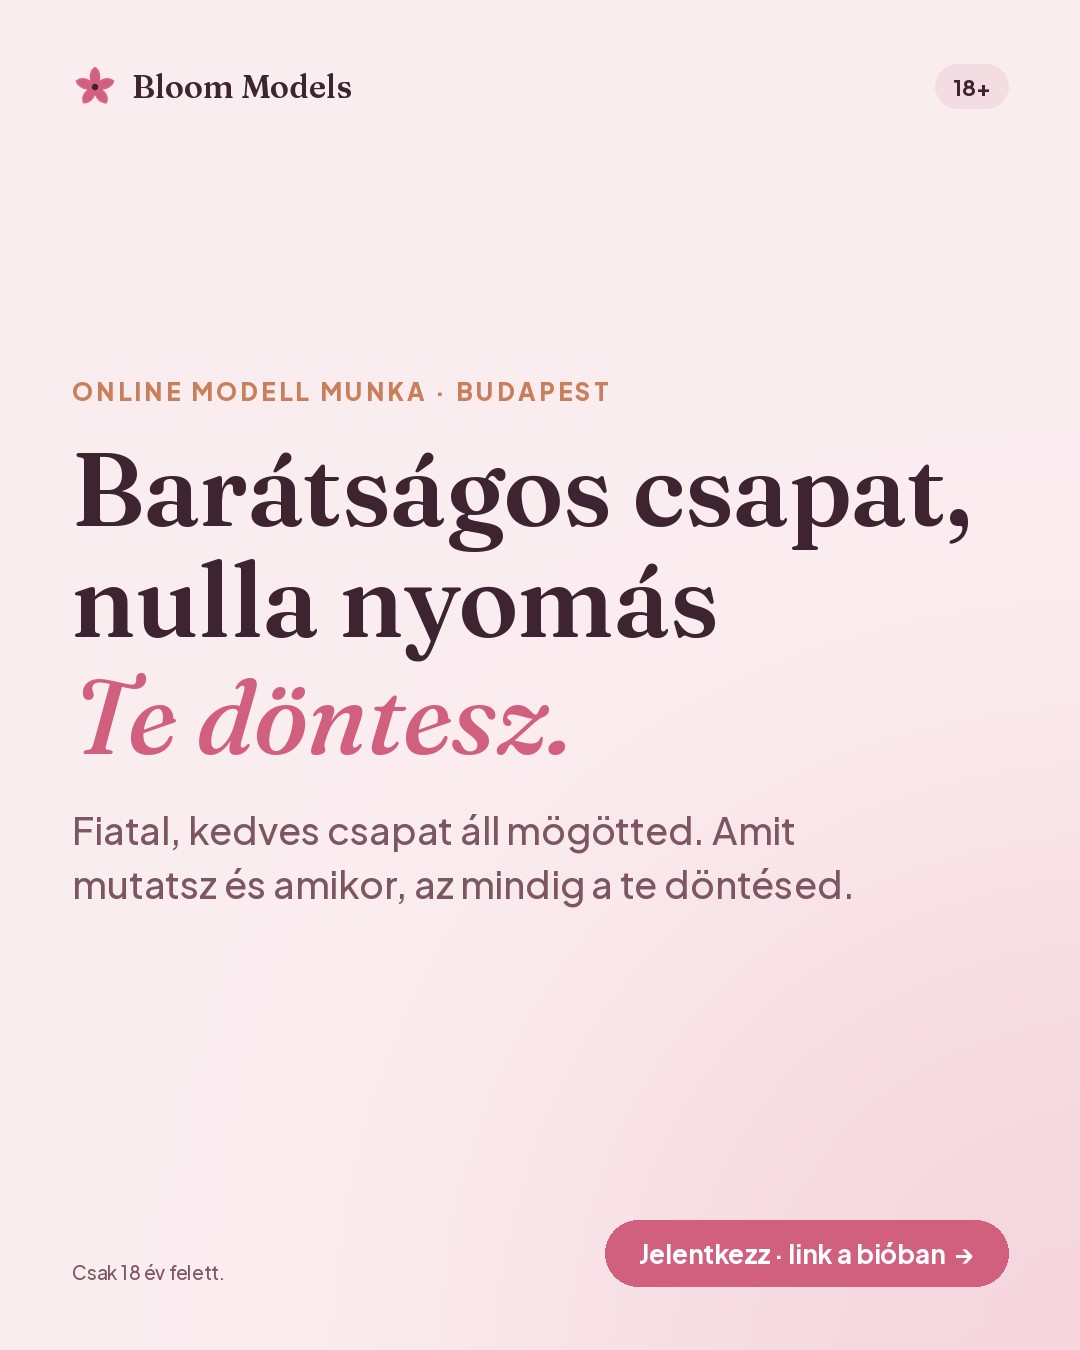 Bloom Models
18+
ONLINE MODELL MUNKA · BUDAPEST
Barátságos csapat,
nulla nyomás
Te döntesz.
Fiatal, kedves csapat áll mögötted. Amit
mutatsz és amikor, az mindig a te döntésed.
Csak 18 év felett.
Jelentkezz · link a bióban →